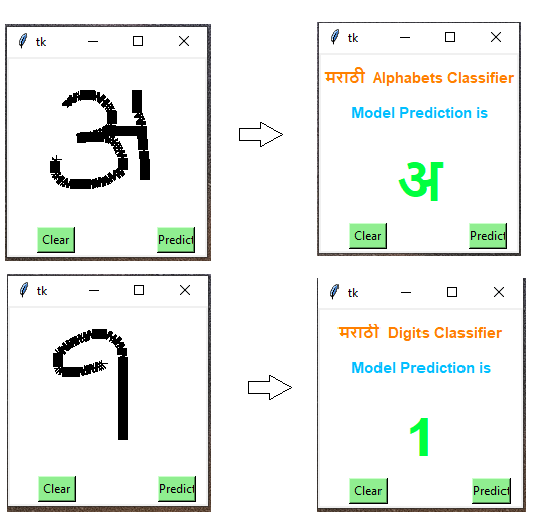 tk
अ
Clear Predict
tk
मराठी Alphabets Classifier
Model Prediction is
अ
Clear Predict
tk
१
Clear Predict
tk
मराठी Digits Classifier
Model Prediction is
1
Clear Predict